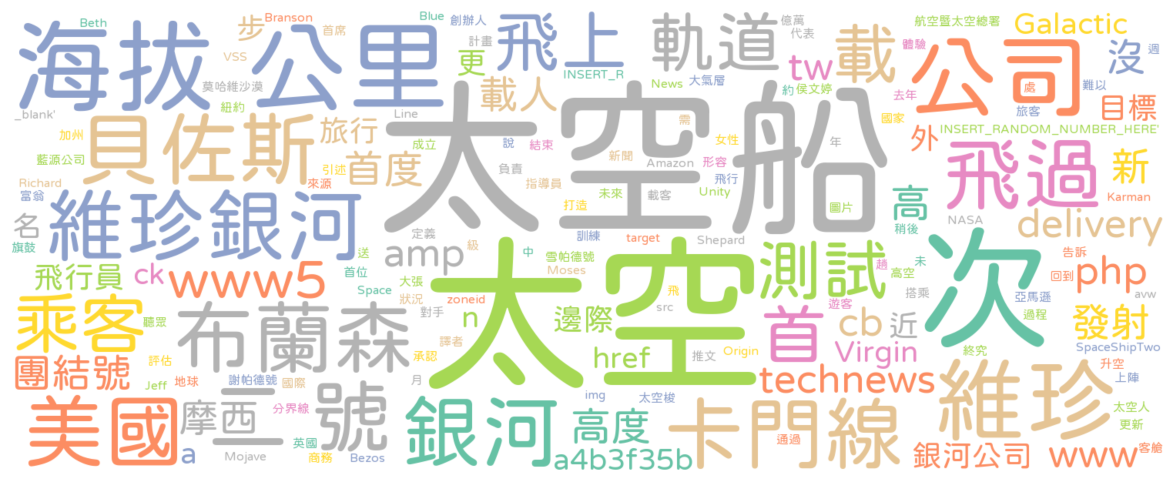 Beth
Branson
首席
Blue
創辦人
億萬
代表
航空暨太空總署
Galactic
步
VSS
海拔
公里
飛上
計畫
更
INSERT_R
軌道
tw
載
體驗
公司
沒
週
莫哈維沙漠
紐約
載人
News
大氣層
約
侯文婷
去年
處
旅客
難以
目標
_blank'
加州
貝佐斯
旅行
Line
太空船
需
女性
國家
外
INSERT_RANDOM_NUMBER_HERE'
藍源公司
首度
成立
說
結束
新聞
Amazon
形容
年
飛過
新
引述
負責
Richard
來源
指導員
未來
載客
Unity
飛行
富翁
打造
圖片
高
Karman
名
維珍銀河
定義
訓練
target
Shepard
NASA
稍後
delivery
旗鼓
amp
級
中
雪帕德號
太空
測試
趙
未
告訴
飛行員
ck
www5
送
首位
大張
Moses
高空
回到
php
Space
狀況
zoneid
飛
src
搭乘
亞馬遜
avw
乘客
聽眾
布蘭森
對手
n
邊際
首
遊客
cb
近
次
過程
發射
譯者
承認
href
推文
Origin
Virgin
終究
SpaceShipTwo
團結號
評估
Jeff
地球
謝帕德號
國際
月
img
太空梭
technews
升空
上陣
美國
摩西
二
號
分界線
銀河
高度
卡門線
維珍
太空人
更新
英國
通過
a
Mojave
商務
Bezos
a4b3f35b
銀河公司
www
客艙